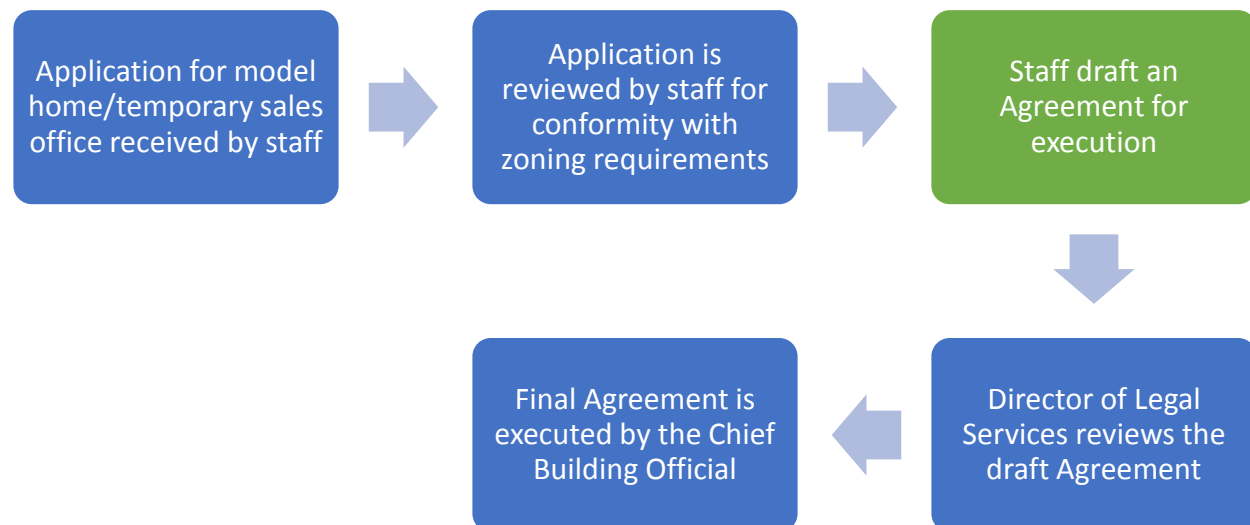 Application for model
home/temporary sales
office received by staff
Application is
reviewed by staff for
conformity with
zoning requirements
Staff draft an
Agreement for
execution
Director of Legal
Services reviews the
draft Agreement
Final Agreement is
executed by the Chief
Building Official